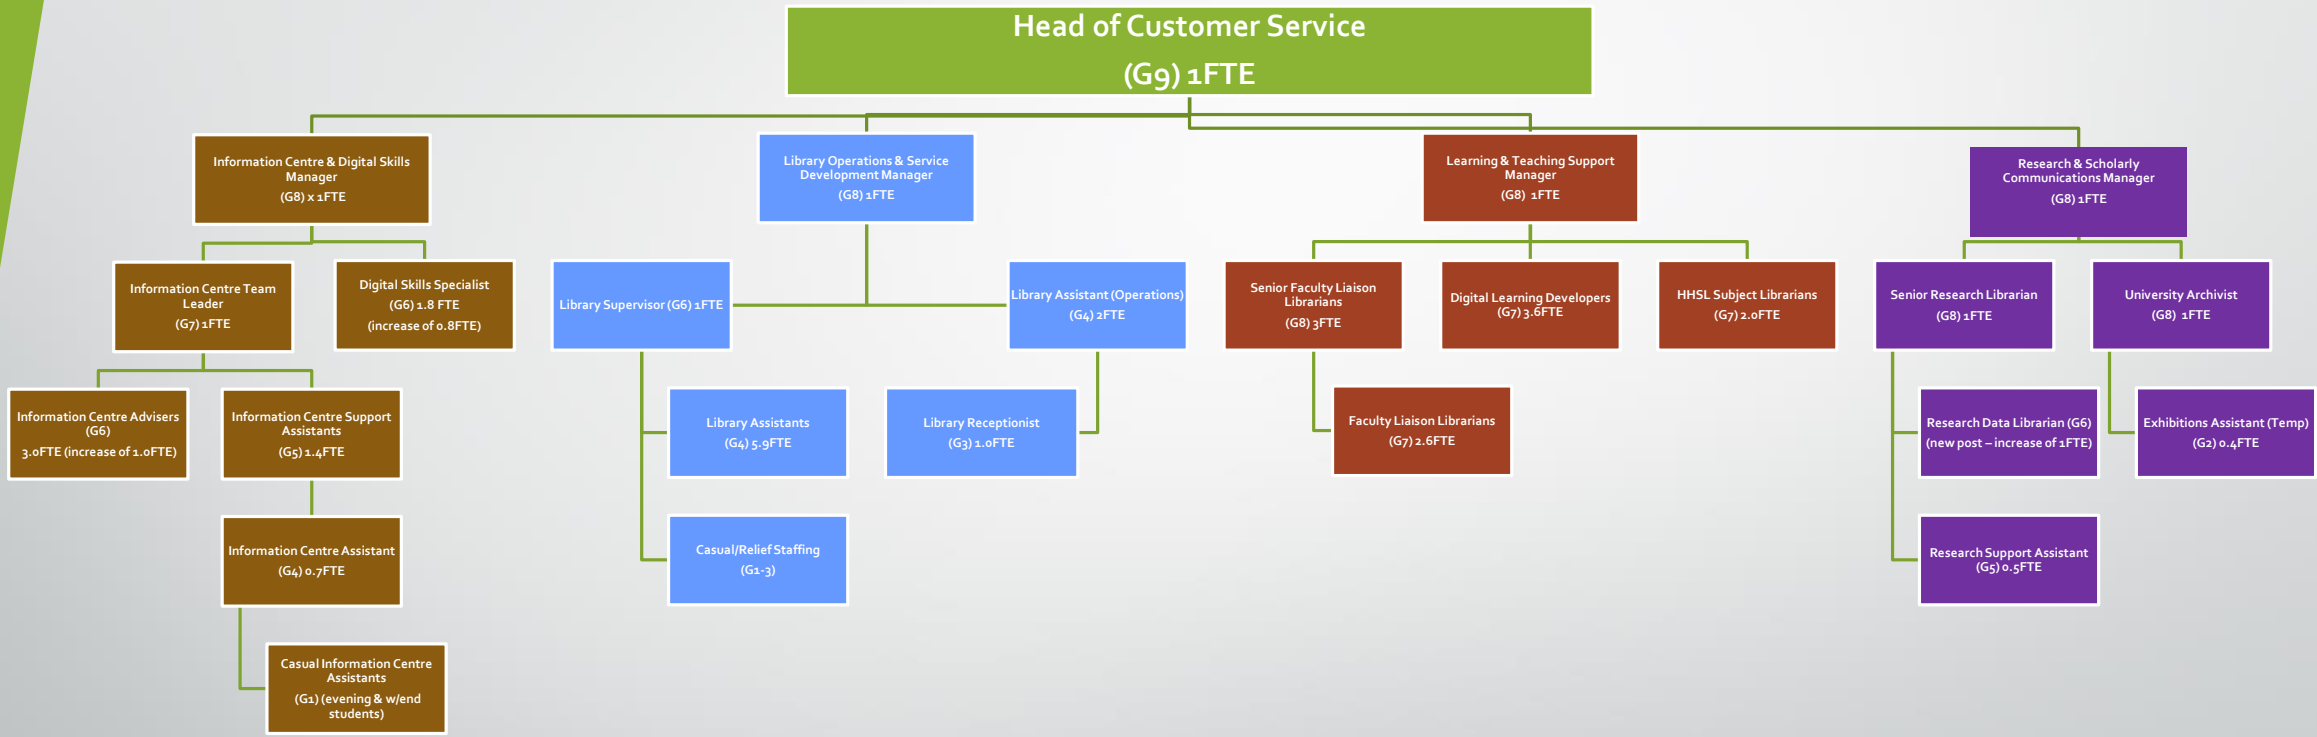 Head of Customer Service
(G9) 1FTE
Information Centre & Digital Skills
Manager
(G8) x 1FTE
Library Operations & Service
Development Manager
(G8) 1FTE
Learning & Teaching Support
Manager
(G8) 1FTE
Research & Scholarly
Communications Manager
(G8) 1FTE
Information Centre Team
Leader
(G7) 1FTE
Digital Skills Specialist
(G6) 1.8 FTE
(increase of 0.8FTE)
Library Supervisor (G6) 1FTE
Library Assistant (Operations)
(G4) 2FTE
Senior Faculty Liaison
Librarians
(G8) 3FTE
Digital Learning Developers
(G7) 3.6FTE
HHSL Subject Librarians
(G7) 2.0FTE
Senior Research Librarian
(G8) 1FTE
University Archivist
(G8) 1FTE
Information Centre Advisers
(G6)
3.0FTE (increase of 1.0FTE)
Information Centre Support
Assistants
(G5) 1.4FTE
Library Assistants
(G4) 5.9FTE
Library Receptionist
(G3) 1.0FTE
Faculty Liaison Librarians
(G7) 2.6FTE
Research Data Librarian (G6)
(new post – increase of 1FTE)
Exhibitions Assistant (Temp)
(G2) 0.4FTE
Information Centre Assistant
(G4) 0.7FTE
Casual/Relief Staffing
(G1-3)
Research Support Assistant
(G5) 0.5FTE
Casual Information Centre
Assistants
(G1) (evening & w/end
students)